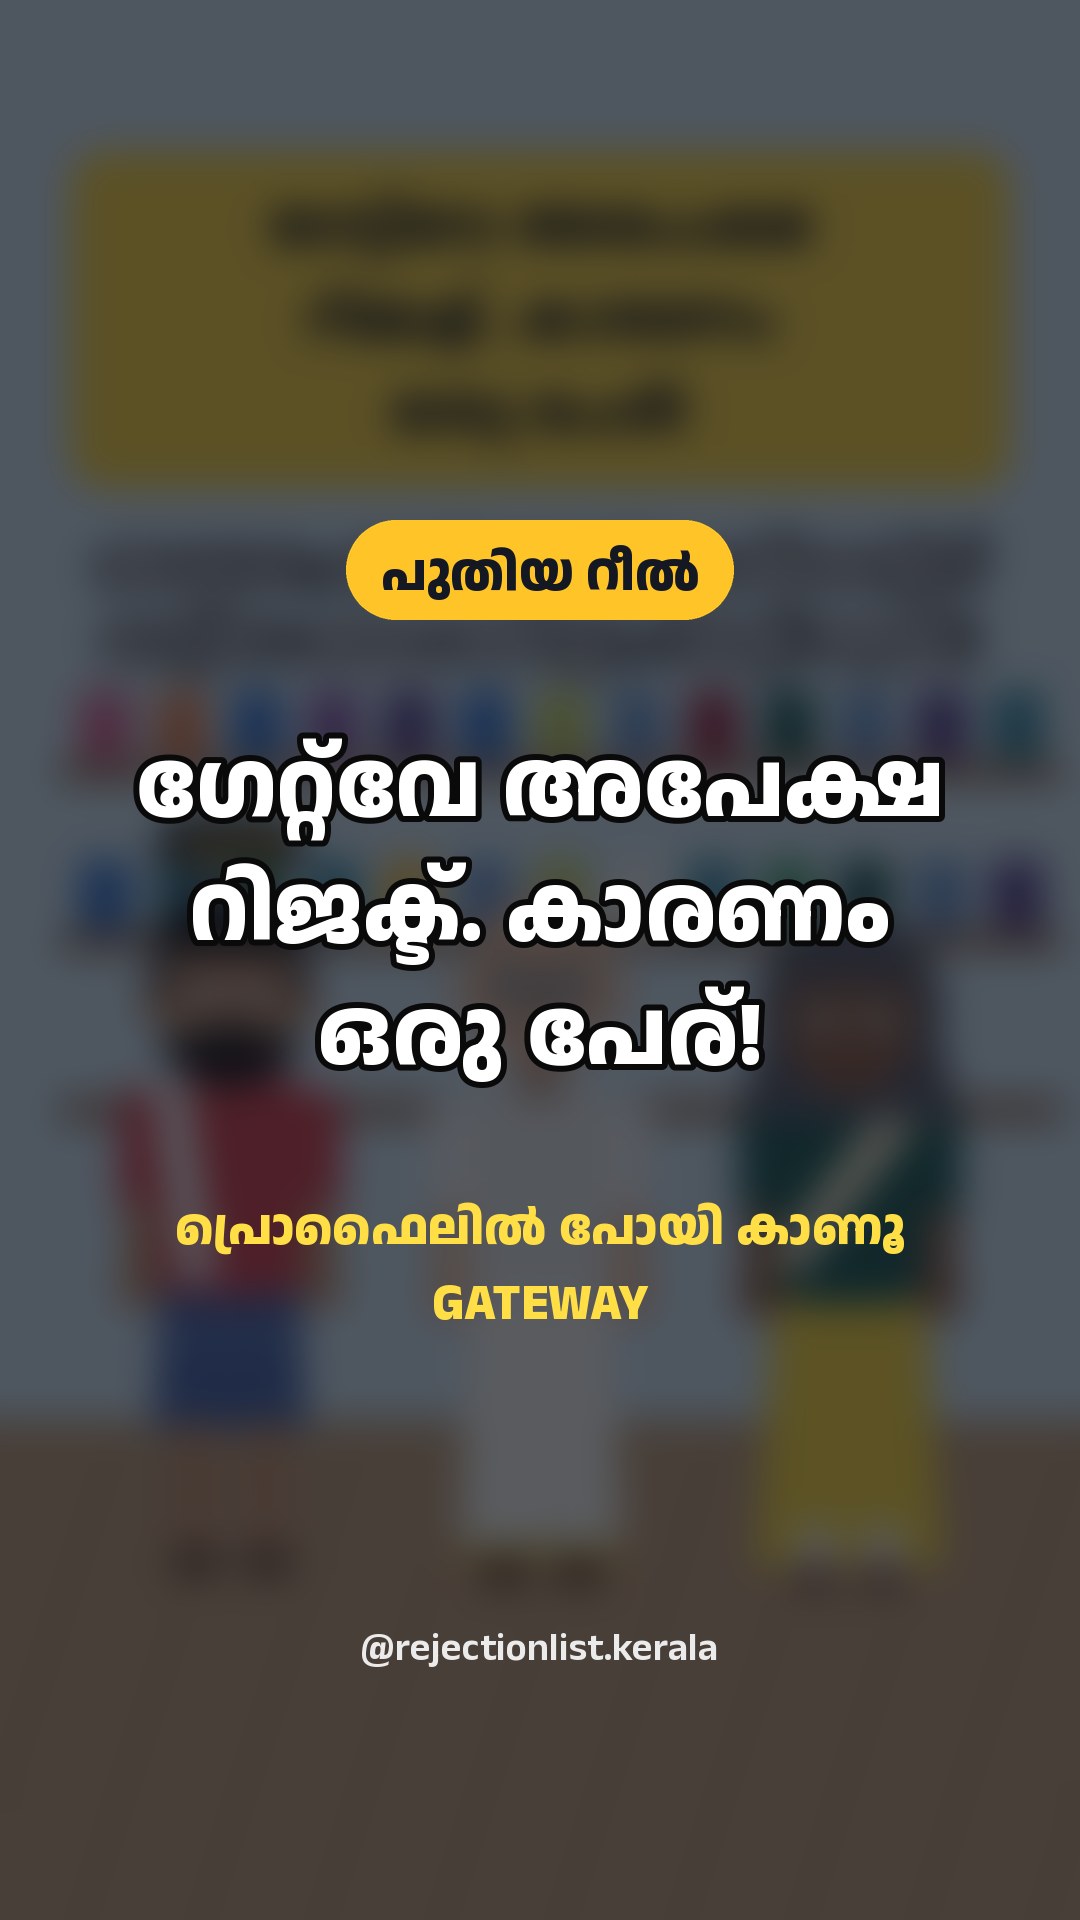 പുതിയ റീൽ
ഗേറ്റ്‌വേ അപേക്ഷ
റിജക്ട്. കാരണം
ഒരു പേര്!
പ്രൊഫൈലിൽ പോയി കാണൂ
GATEWAY
@rejectionlist.kerala